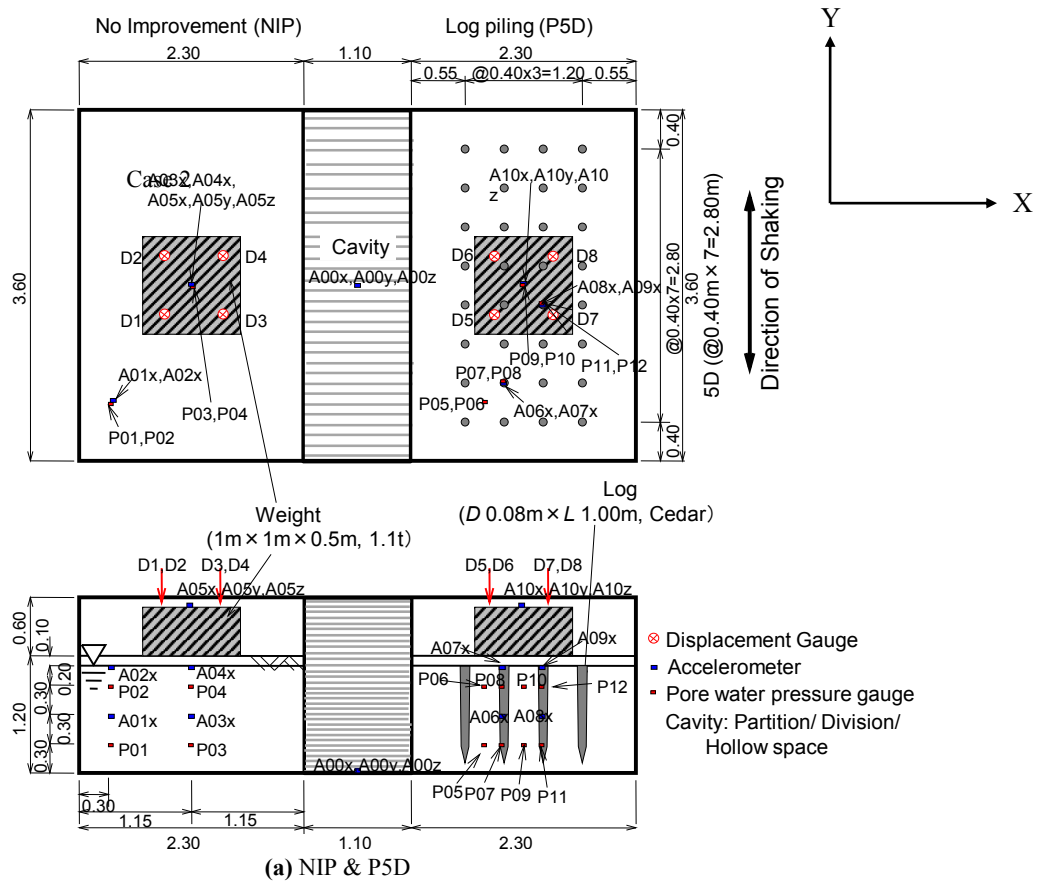 No Improvement (NIP)
Log piling (P5D)
Y
2.30
1.10
2.30
0.55
@0.40x3=1.20
0.55
X
3.60
0.40
@0.40x7=2.80
0.40
3.60
5D (@0.40m×7=2.80m)
Direction of Shaking
Case 2
A03x,A04x,
A05x,A05y,A05z
A10x,A10y,A10
z
D2
D4
Cavity
D6
D8
A00x,A00y,A00z
A08x,A09x
D1
D3
D5
D7
P09,P10
P11,P12
A01x,A02x
P07,P08
P03,P04
P05,P06
A06x,A07x
P01,P02
Log
Weight
(D 0.08m×L 1.00m, Cedar)
(1m×1m×0.5m, 1.1t)
D1,D2
D3,D4
D5,D6
D7,D8
A05x,A05y,A05z
A10x,A10y,A10z
0.60
0.10
1.20
0.20
0.30
0.30
0.30
A07x
A09x
A02x
A04x
P06
P08
P10
P12
P02
P04
A01x
A03x
A06x
A08x
P01
P03
A00x,A00y,A00z
P05
P07
P09
P11
Displacement Gauge
Accelerometer
Pore water pressure gauge
Cavity: Partition/ Division/
Hollow space
0.30
1.15
1.15
2.30
1.10
2.30
(a) NIP & P5D